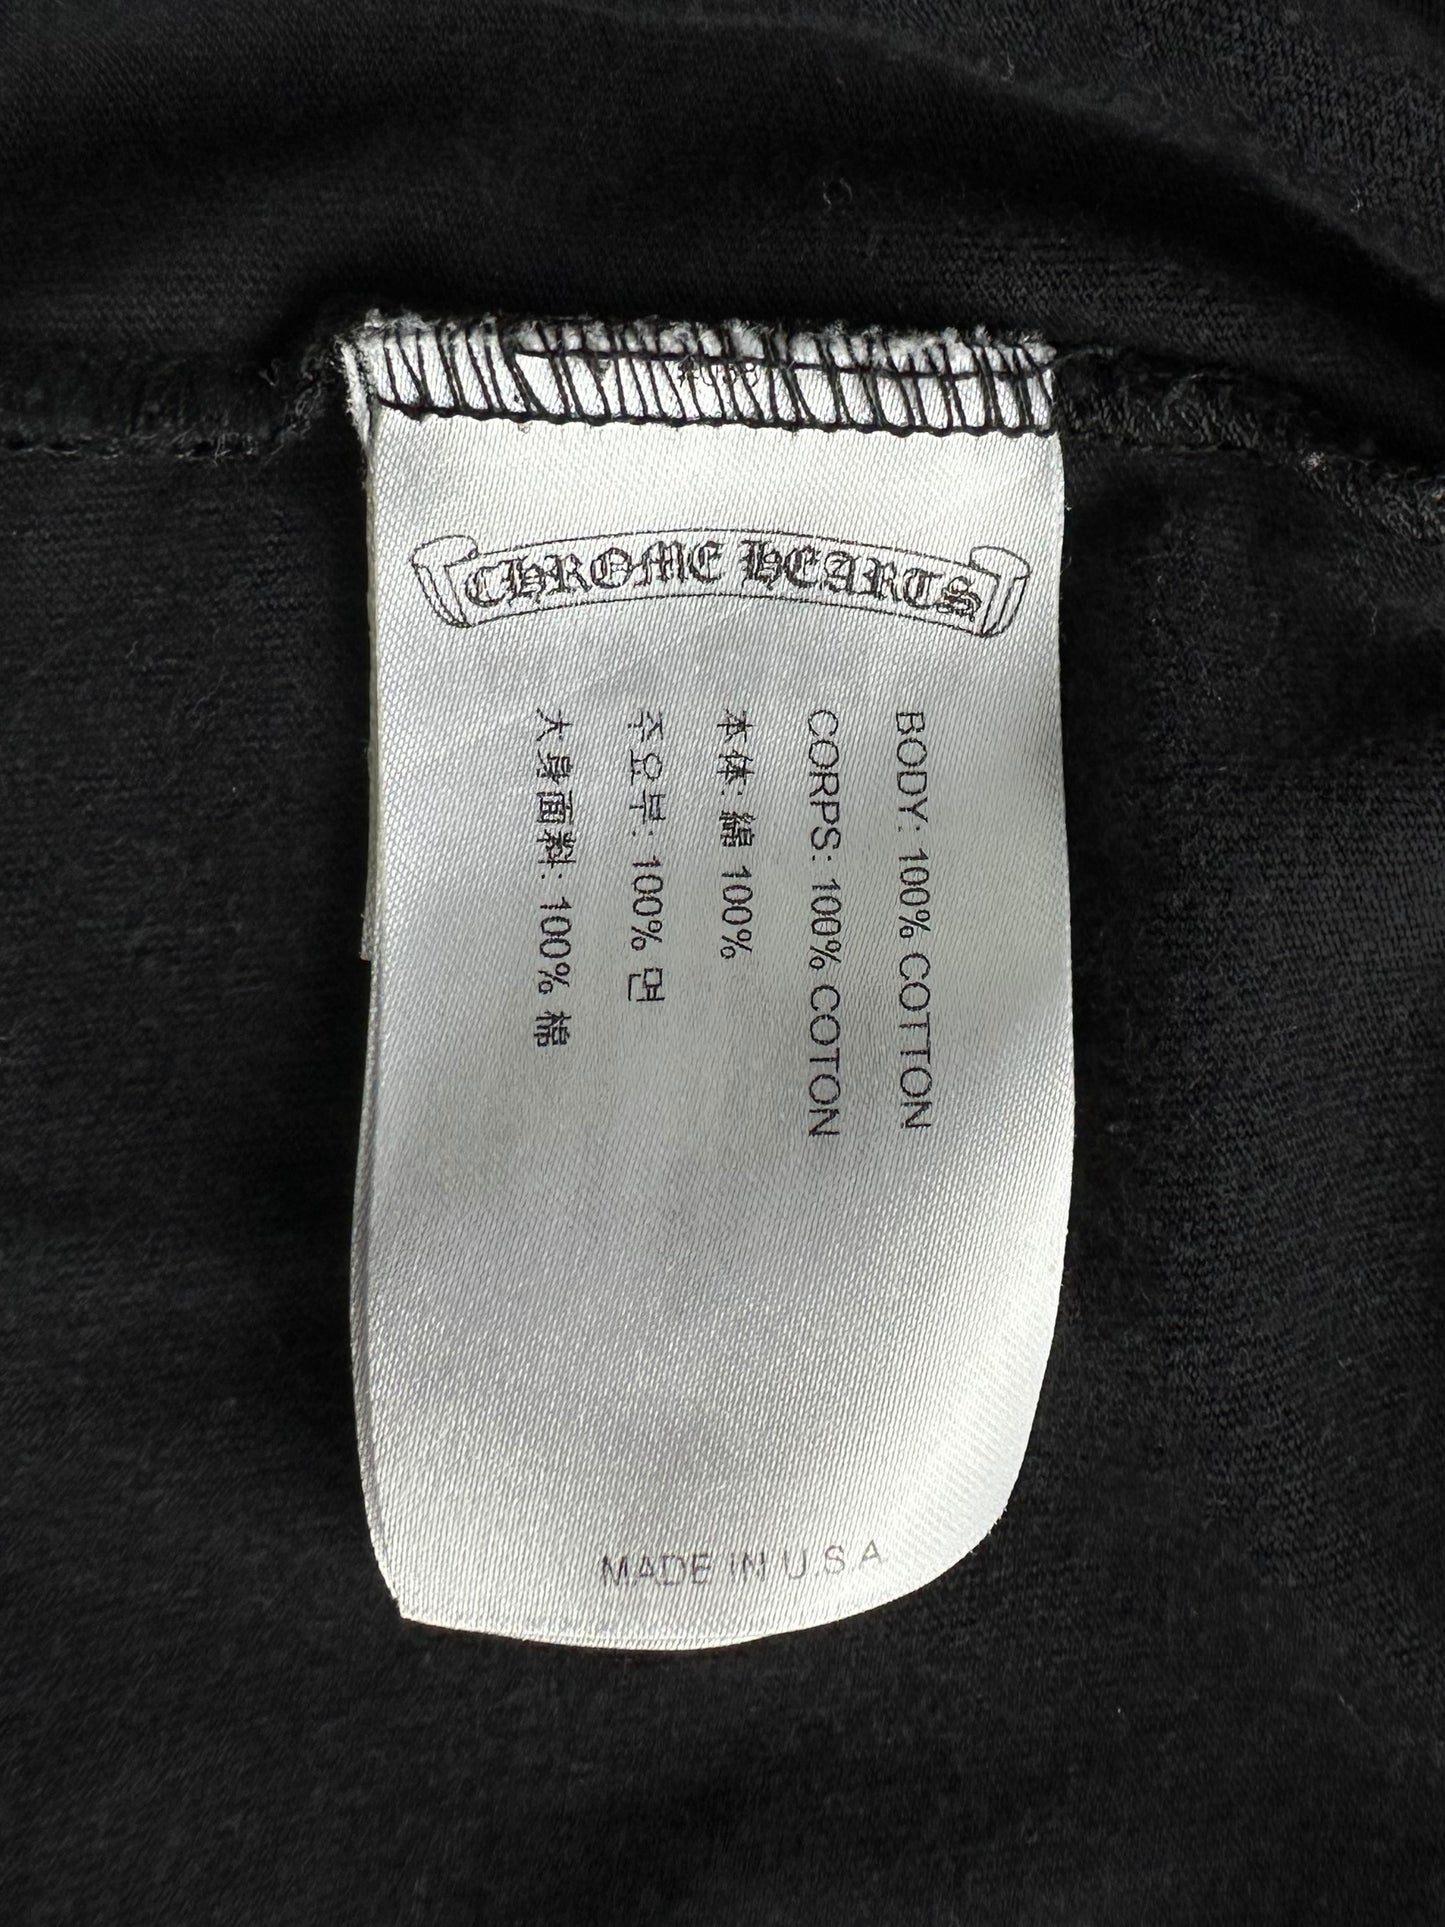 CHROME HEARTS
BODY: 100% COTTON
CORPS: 100% COTON
本体: 綿 100%
주요부: 100% 면
大身面料: 100% 棉
MADE IN U.S.A